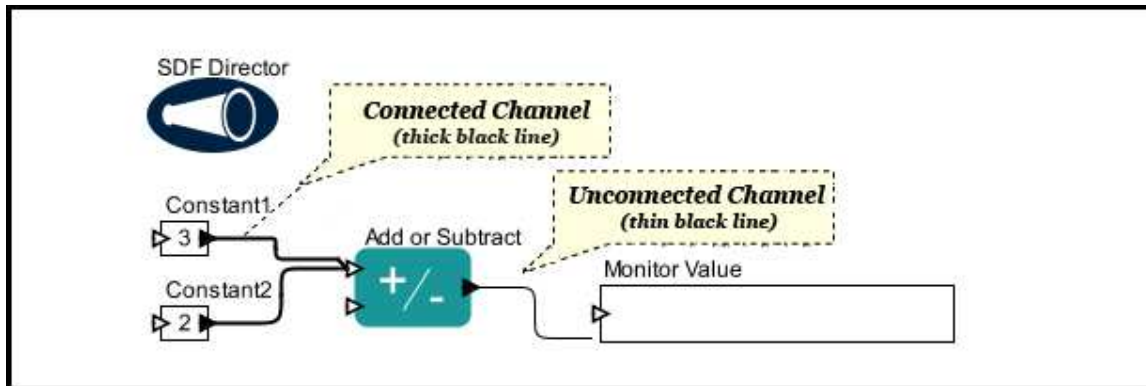 SDF Director
Connected Channel
(thick black line)
Unconnected Channel
(thin black line)
Constant1
3
Add or Subtract
+/-
Monitor Value
Constant2
2